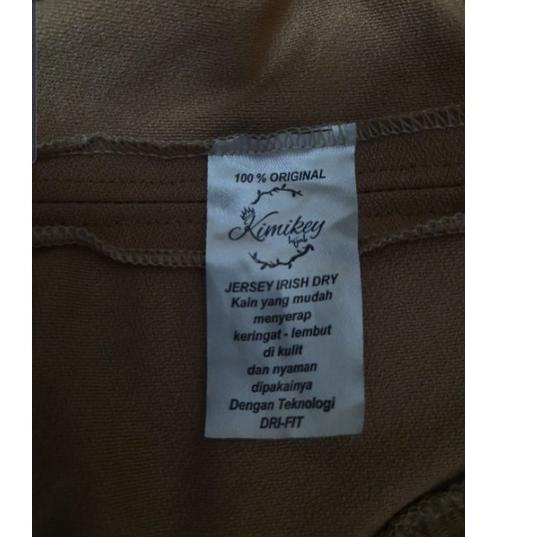 100 % ORIGINAL
Kimikey
hijab
JERSEY IRISH DRY
Kain yang mudah
menyerap
keringat - lembut
di kulit
dan nyaman
dipakainya
Dengan Teknologi
DRI-FIT